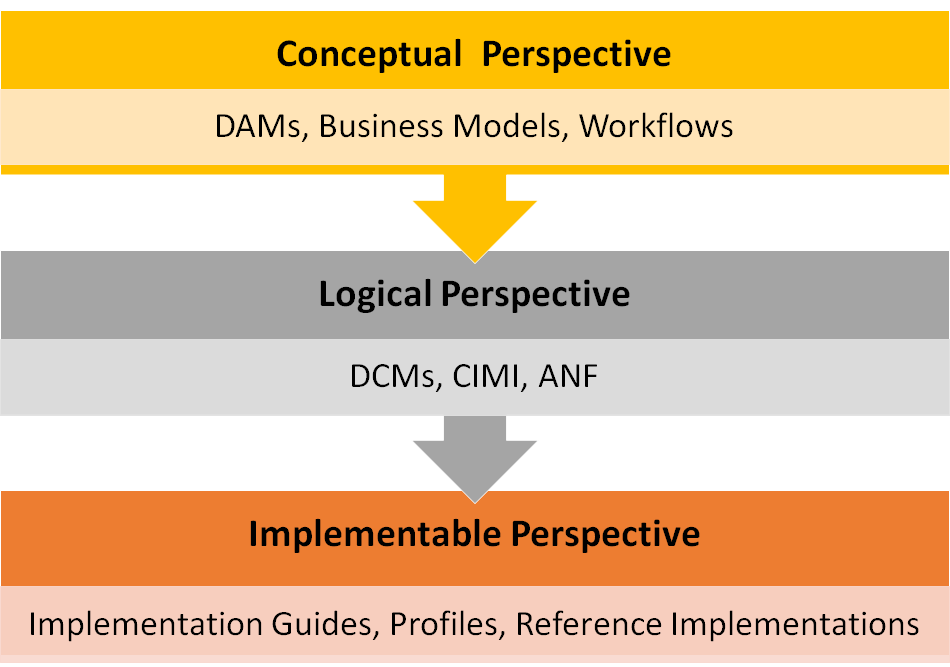 Conceptual Perspective
DAMs, Business Models, Workflows
Logical Perspective
DCMs, CIMI, ANF
Implementable Perspective
Implementation Guides, Profiles, Reference Implementations